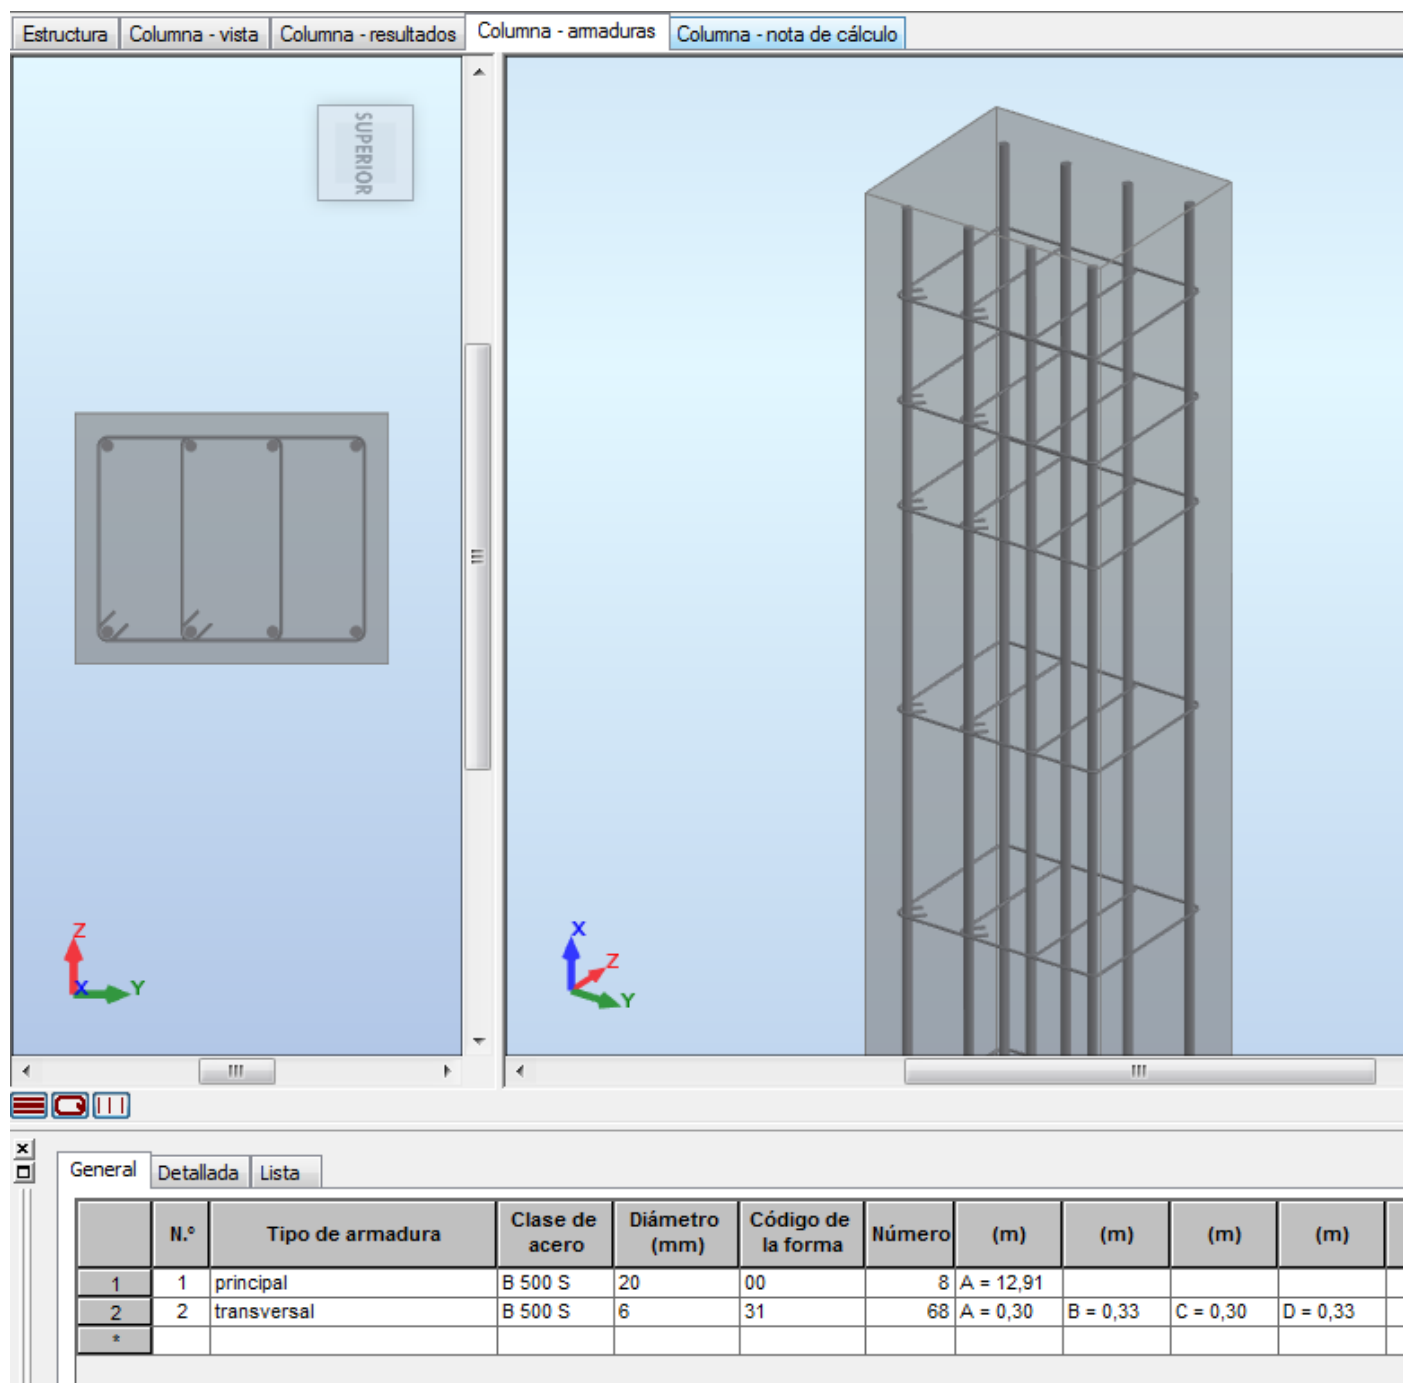 Estructura Columna - vista Columna - resultados Columna - armaduras Columna - nota de cálculo
SUPERIOR
Z
X Y
X
Z
Y
General Detallada Lista
N.º Tipo de armadura Clase de acero Diámetro (mm) Código de la forma Número (m) (m) (m) (m)
1 1 principal B 500 S 20 00 8 A = 12,91
2 2 transversal B 500 S 6 31 68 A = 0,30 B = 0,33 C = 0,30 D = 0,33
*